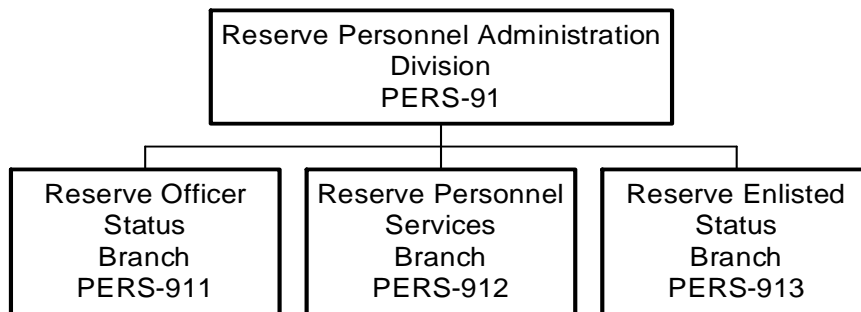 Reserve Personnel Administration
Division
PERS-91
Reserve Officer
Status
Branch
PERS-911
Reserve Personnel
Services
Branch
PERS-912
Reserve Enlisted
Status
Branch
PERS-913